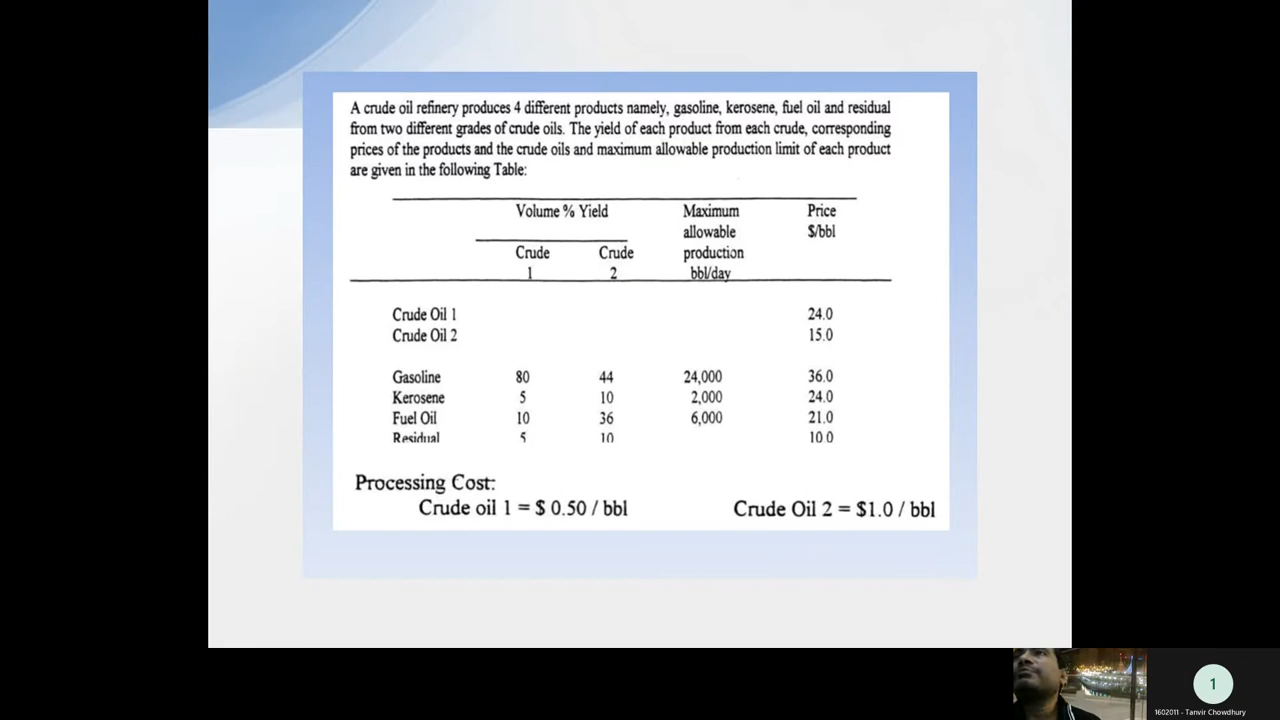 A crude oil refinery produces 4 different products namely, gasoline, kerosene, fuel oil and residual
from two different grades of crude oils. The yield of each product from each crude, corresponding
prices of the products and the crude oils and maximum allowable production limit of each product
are given in the following Table:
Volume % Yield Maximum Price
allowable $/bbl
Crude Crude production
1 2 bbl/day
Crude Oil 1 24.0
Crude Oil 2 15.0
Gasoline 80 44 24,000 36.0
Kerosene 5 10 2,000 24.0
Fuel Oil 10 36 6,000 21.0
Residual 5 10 10.0
Processing Cost:
Crude oil 1 = $ 0.50 / bbl Crude Oil 2 = $1.0 / bbl
1
1602011 - Tanvir Chowdhury